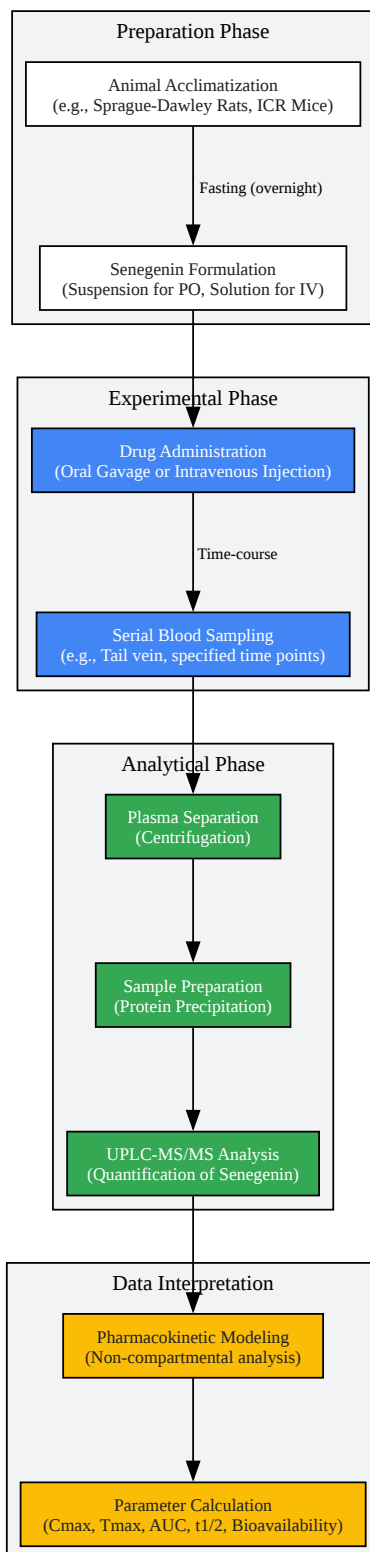 Preparation Phase
Animal Acclimatization
(e.g., Sprague-Dawley Rats, ICR Mice)
Fasting (overnight)
Senegenin Formulation
(Suspension for PO, Solution for IV)
Experimental Phase
Drug Administration
(Oral Gavage or Intravenous Injection)
Time-course
Serial Blood Sampling
(e.g., Tail vein, specified time points)
Analytical Phase
Plasma Separation
(Centrifugation)
Sample Preparation
(Protein Precipitation)
UPLC-MS/MS Analysis
(Quantification of Senegenin)
Data Interpretation
Pharmacokinetic Modeling
(Non-compartmental analysis)
Parameter Calculation
(Cmax, Tmax, AUC, t1/2, Bioavailability)